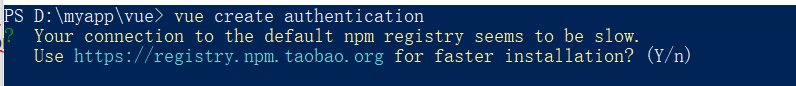 PS D:\myapp\vue> vue create authentication
?  Your connection to the default npm registry seems to be slow.
Use https://registry.npm.taobao.org for faster installation? (Y/n)